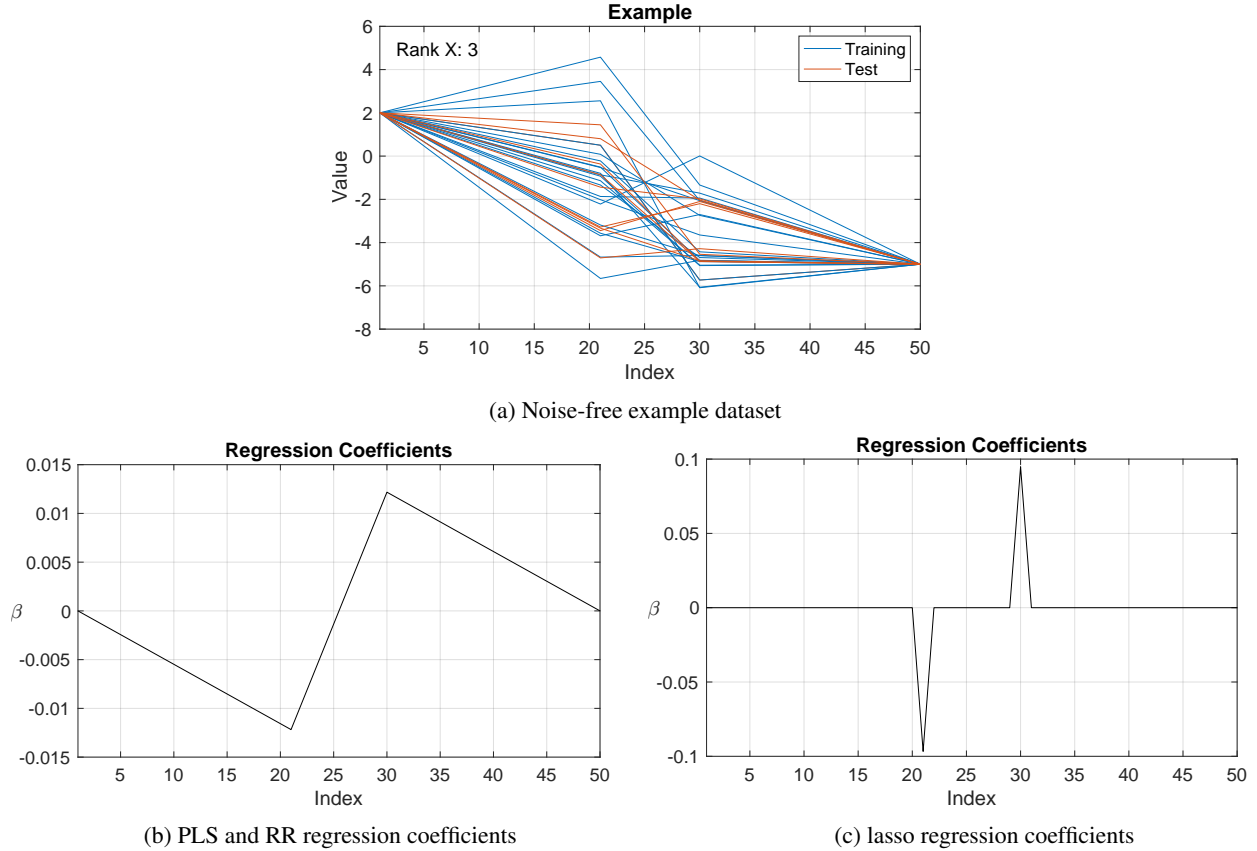 Example
Rank X: 3
Training
Test
6
4
2
0
-2
-4
-6
-8
Value
5 10 15 20 25 30 35 40 45 50
Index
(a) Noise-free example dataset
Regression Coefficients
0.015
0.01
0.005
0
-0.005
-0.01
-0.015
β
5 10 15 20 25 30 35 40 45 50
Index
(b) PLS and RR regression coefficients
Regression Coefficients
0.1
0.05
0
-0.05
-0.1
β
5 10 15 20 25 30 35 40 45 50
Index
(c) lasso regression coefficients